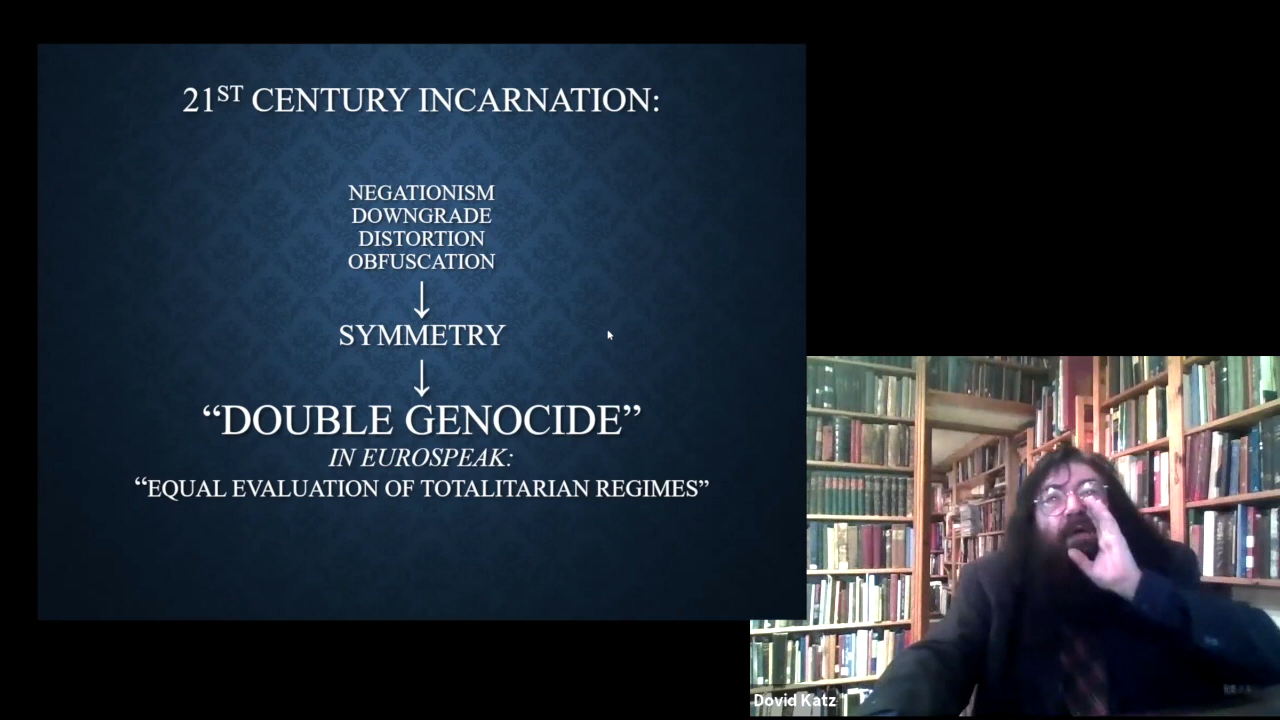 21ST CENTURY INCARNATION:
NEGATIONISM
DOWNGRADE
DISTORTION
OBFUSCATION
SYMMETRY
“DOUBLE GENOCIDE”
IN EUROSPEAK:
“EQUAL EVALUATION OF TOTALITARIAN REGIMES”
Dovid Katz